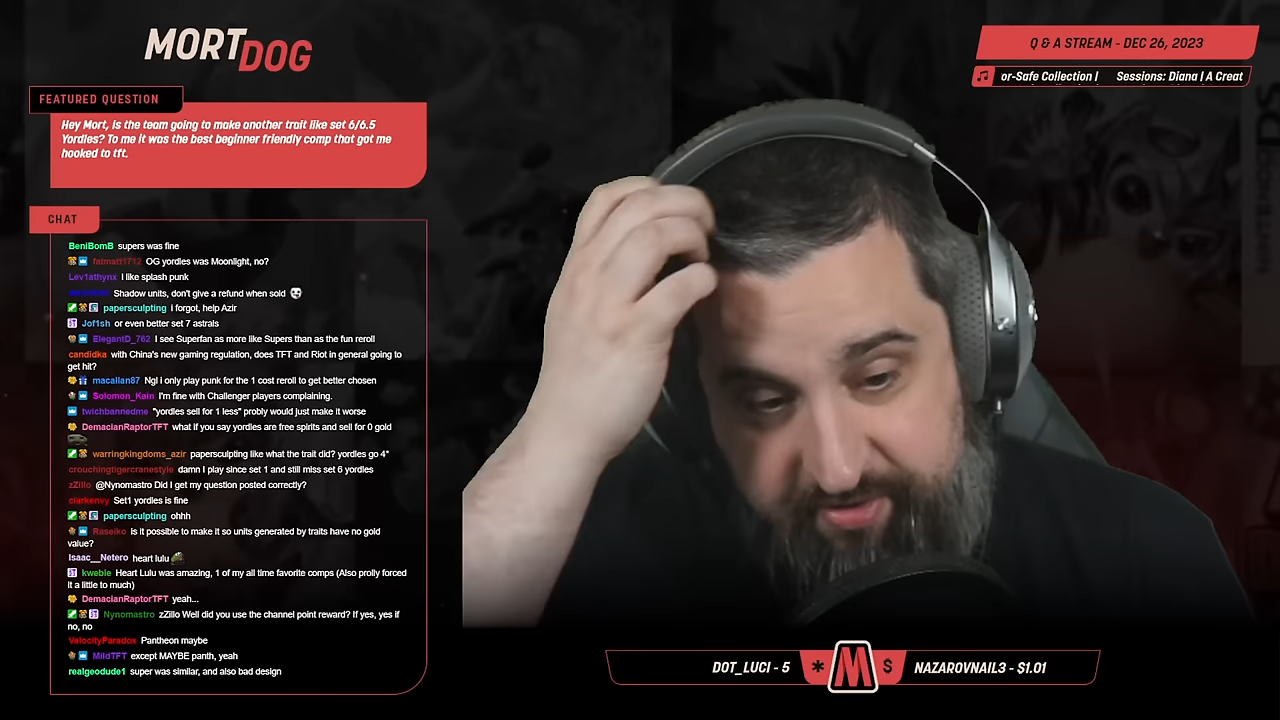 MORTDOG
Q & A STREAM - DEC 26, 2023
or-Safe Collection | Sessions: Diana | A Creat
FEATURED QUESTION
Hey Mort, is the team going to make another trait like set 6/6.5
Yordles? To me it was the best beginner friendly comp that got me
hooked to tft.
CHAT
BeniBomB supers was fine
fatmatt1712 OG yordles was Moonlight, no?
Lev1athynx I like splash punk
Shadow units, don't give a refund when sold
papersculpting i forgot, help Azir
Jof1sh or even better set 7 astrals
ElegantD_762 I see Superfan as more like Supers than as the fun reroll
candidka with China's new gaming regulation, does TFT and Riot in general going to
get hit?
macallan87 Ngl i only play punk for the 1 cost reroll to get better chosen
Solomon_Kain I'm fine with Challenger players complaining.
twichbannedme "yordles sell for 1 less" probly would just make it worse
DemacianRaptorTFT what if you say yordles are free spirits and sell for 0 gold
warringkingdoms_azir papersculpting like what the trait did? yordles go 4*
crouchingtigercranestyle damn I play since set 1 and still miss set 6 yordles
zZillo @Nynomastro Did I get my question posted correctly?
clarkenvy Set1 yordles is fine
papersculpting ohhh
Raseiko Is it possible to make it so units generated by traits have no gold
value?
Isaac__Netero heart lulu
kweble Heart Lulu was amazing, 1 of my all time favorite comps (Also prolly forced
it a little to much)
DemacianRaptorTFT yeah...
Nynomastro zZillo Well did you use the channel point reward? If yes, yes if
no, no
VelocityParadox Pantheon maybe
MildTFT except MAYBE panth, yeah
realgeodude1 super was similar, and also bad design
DOT_LUCI - 5 * M $ NAZAROVNAIL3 - $1.01